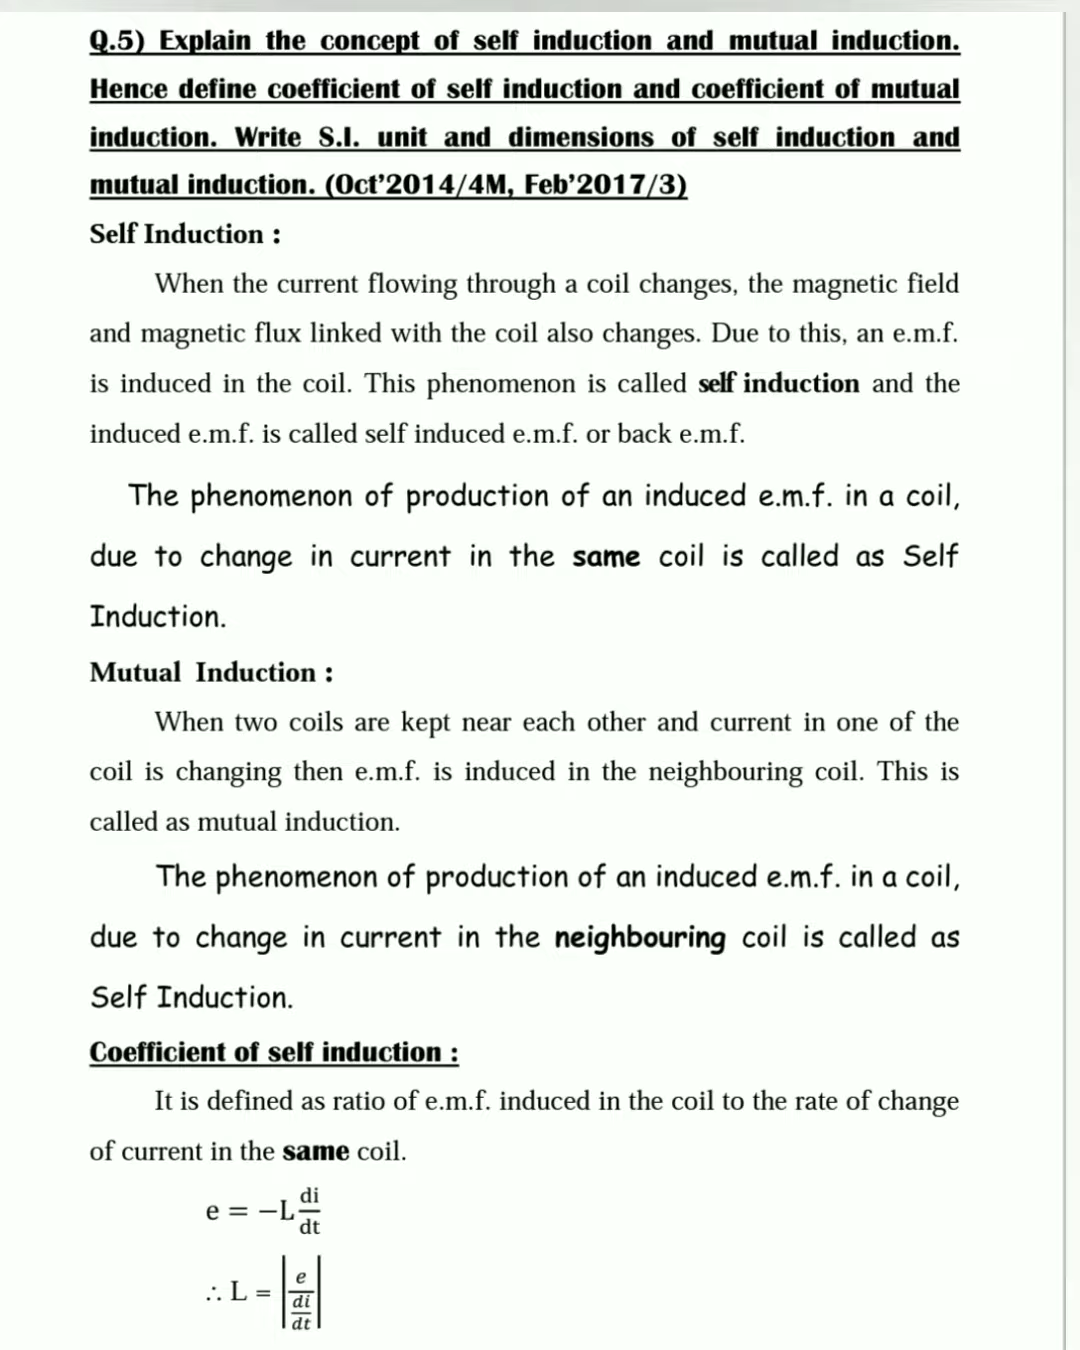 Q.5) Explain the concept of self induction and mutual induction.
Hence define coefficient of self induction and coefficient of mutual
induction. Write S.I. unit and dimensions of self induction and
mutual induction. (Oct’2014/4M, Feb’2017/3)
Self Induction :
When the current flowing through a coil changes, the magnetic field
and magnetic flux linked with the coil also changes. Due to this, an e.m.f.
is induced in the coil. This phenomenon is called self induction and the
induced e.m.f. is called self induced e.m.f. or back e.m.f.
The phenomenon of production of an induced e.m.f. in a coil,
due to change in current in the same coil is called as Self
Induction.
Mutual Induction :
When two coils are kept near each other and current in one of the
coil is changing then e.m.f. is induced in the neighbouring coil. This is
called as mutual induction.
The phenomenon of production of an induced e.m.f. in a coil,
due to change in current in the neighbouring coil is called as
Self Induction.
Coefficient of self induction :
It is defined as ratio of e.m.f. induced in the coil to the rate of change
of current in the same coil.
e = −L di/dt
∴ L = |e/(di/dt)|